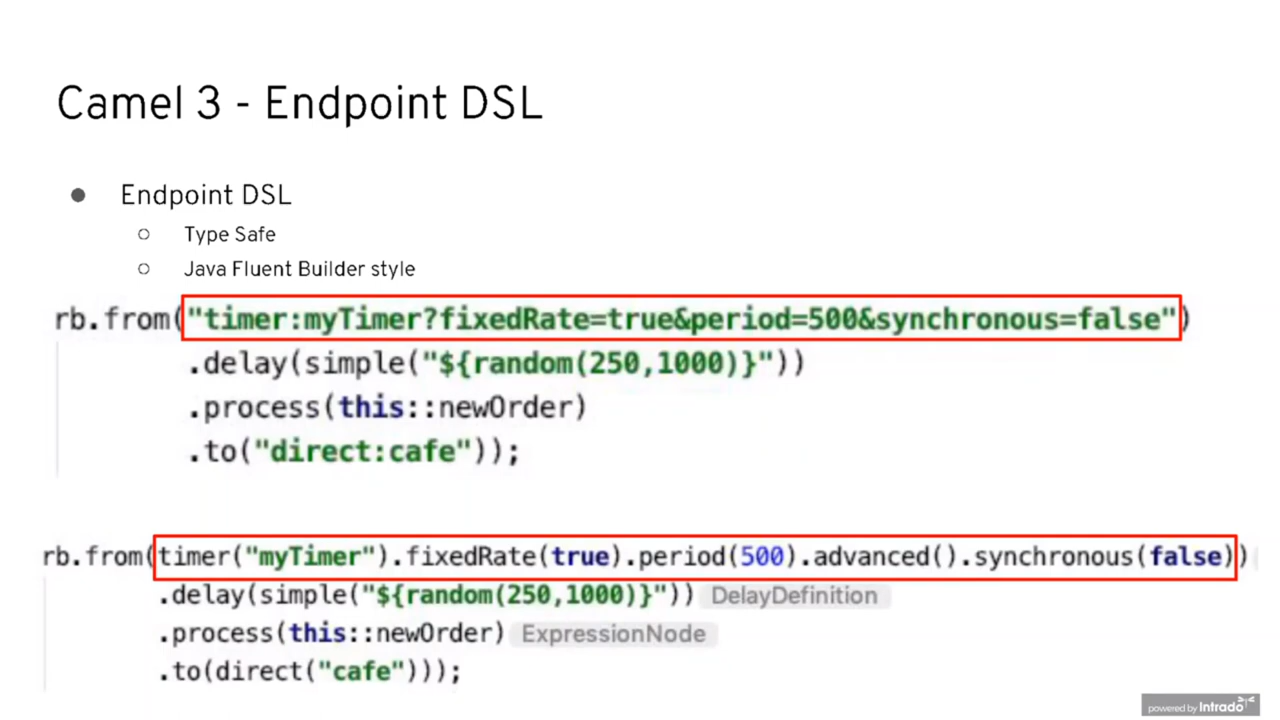 Camel 3 - Endpoint DSL
● Endpoint DSL
○ Type Safe
○ Java Fluent Builder style
rb.from("timer:myTimer?fixedRate=true&period=500&synchronous=false")
.delay(simple("${random(250,1000)}"))
.process(this::newOrder)
.to("direct:cafe"));
rb.from(timer("myTimer").fixedRate(true).period(500).advanced().synchronous(false))
.delay(simple("${random(250,1000)}")) DelayDefinition
.process(this::newOrder) ExpressionNode
.to(direct("cafe")));
powered by Intrado